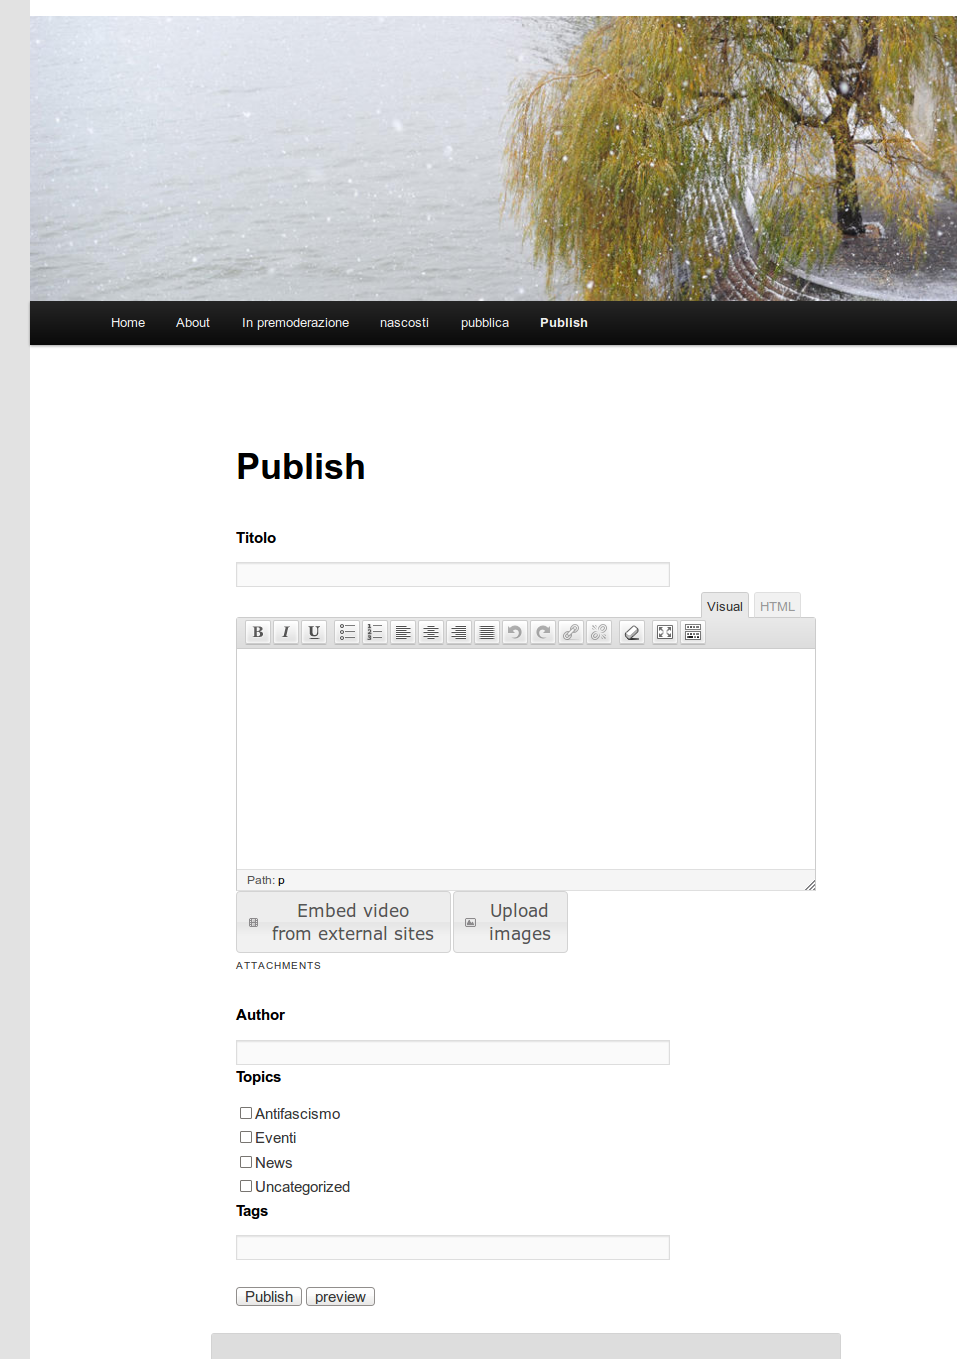 Home About In premoderazione nascosti pubblica Publish
Publish
Titolo
Visual HTML
B I U
Path: p
Embed video
from external sites
Upload
images
ATTACHMENTS
Author
Topics
Antifascismo
Eventi
News
Uncategorized
Tags
Publish preview